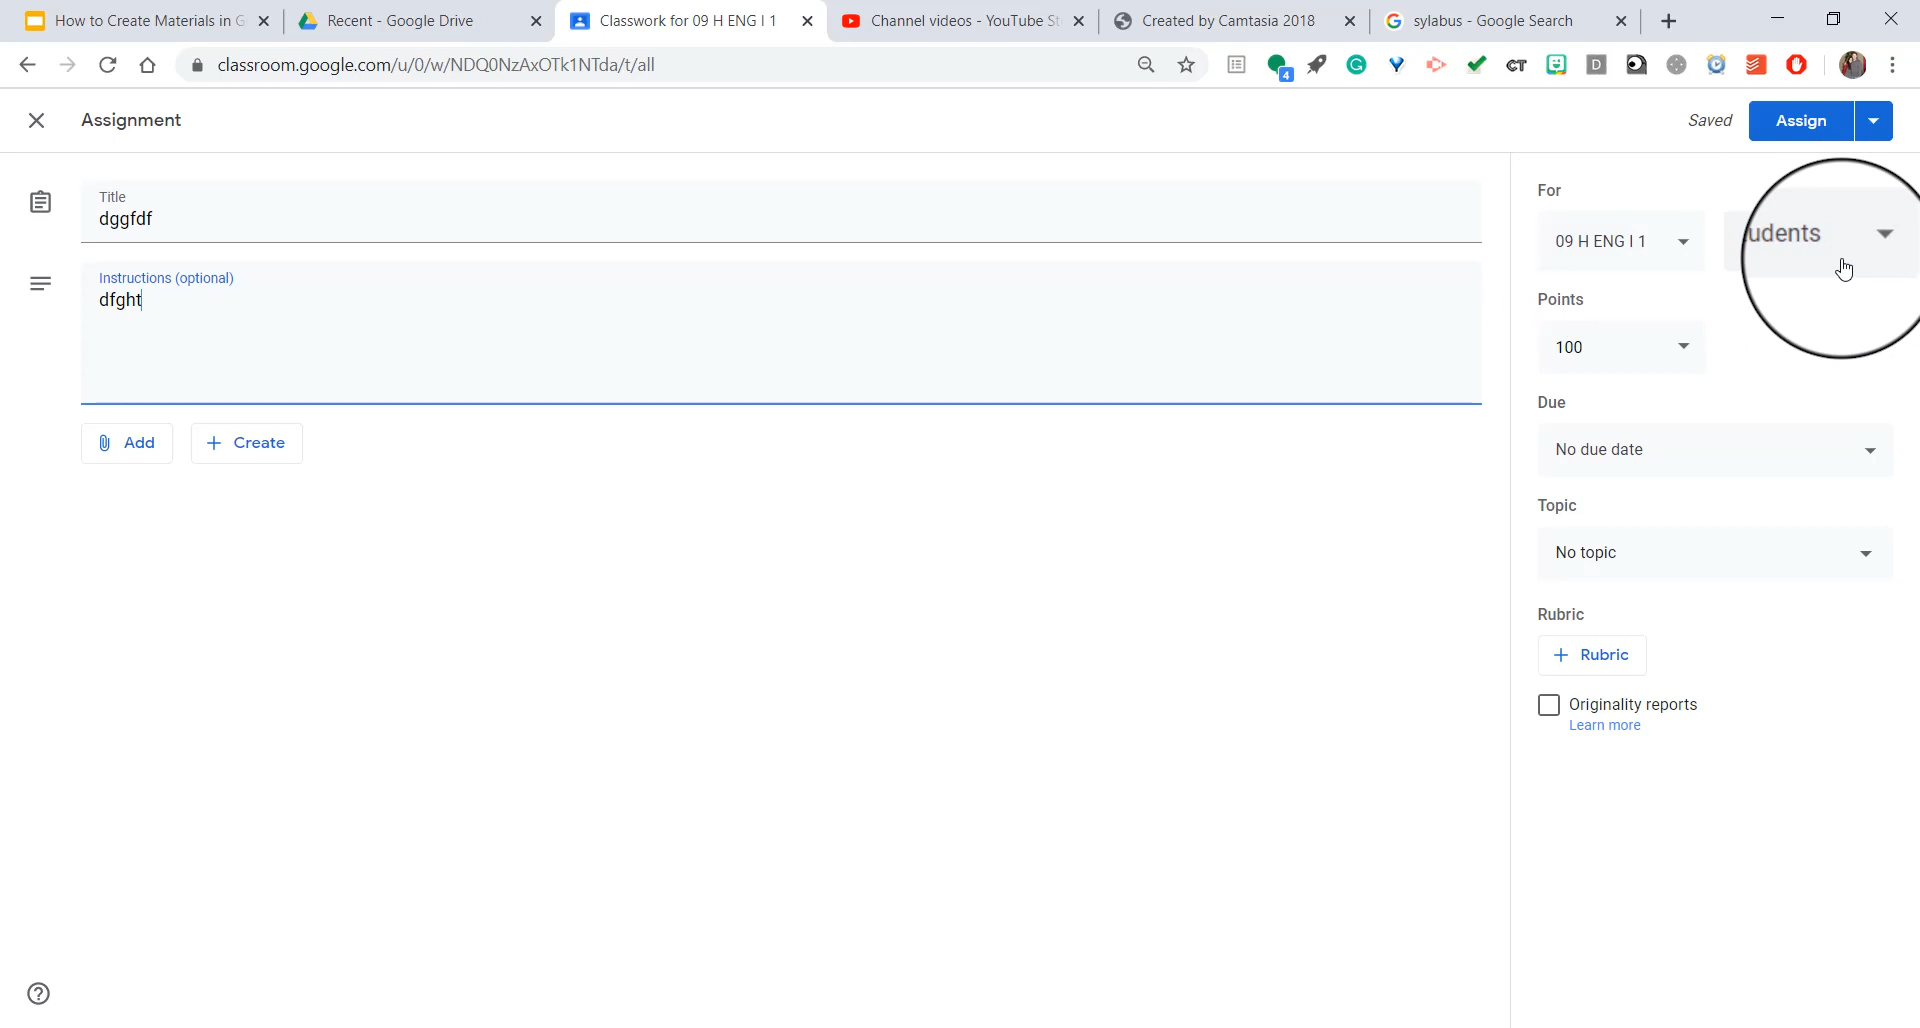 How to Create Materials in G
Recent - Google Drive
Classwork for 09 H ENG I 1
Channel videos - YouTube St
Created by Camtasia 2018
sylabus - Google Search
classroom.google.com/u/0/w/NDQ0NzAxOTk1NTda/t/all
4
CT
D
Assignment
Saved
Assign
Title
dggfdf
Instructions (optional)
dfght
Add
Create
For
09 H ENG I 1
udents
Points
100
Due
No due date
Topic
No topic
Rubric
Rubric
Originality reports
Learn more